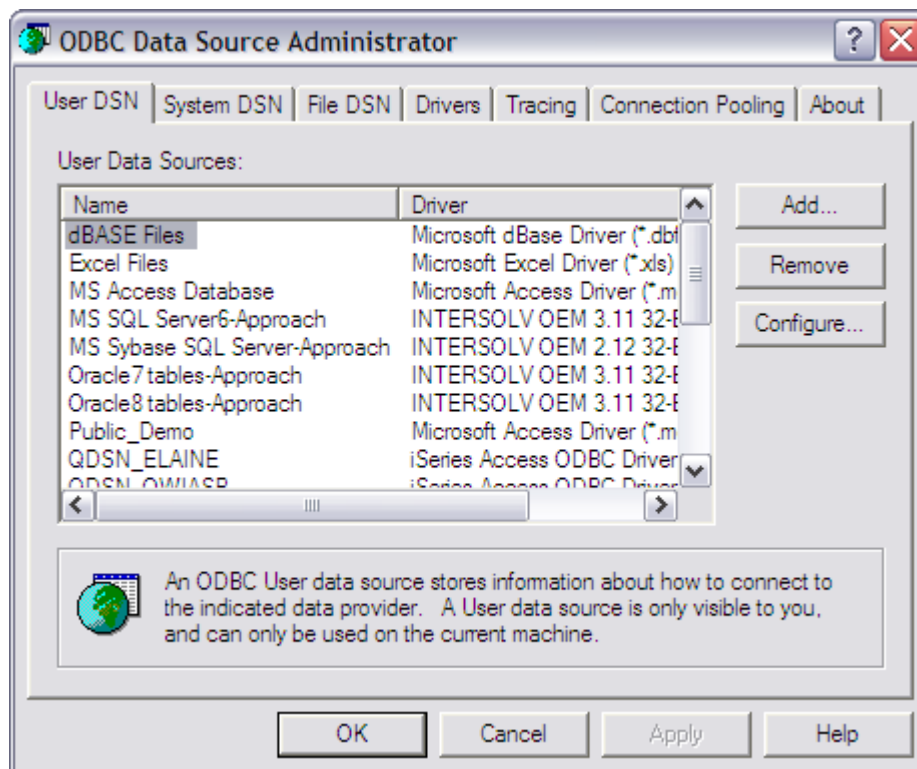 ODBC Data Source Administrator
User DSN System DSN File DSN Drivers Tracing Connection Pooling About
User Data Sources:
Name Driver
dBASE Files Microsoft dBase Driver (*.dbf
Excel Files Microsoft Excel Driver (*.xls)
MS Access Database Microsoft Access Driver (*.m
MS SQL Server6-Approach INTERSOLV OEM 3.11 32-B
MS Sybase SQL Server-Approach INTERSOLV OEM 2.12 32-B
Oracle7 tables-Approach INTERSOLV OEM 3.11 32-B
Oracle8 tables-Approach INTERSOLV OEM 3.11 32-B
Public_Demo Microsoft Access Driver (*.m
QDSN_ELAINE iSeries Access ODBC Driver
iSeries Access ODBC Driver
Add...
Remove
Configure...
An ODBC User data source stores information about how to connect to
the indicated data provider. A User data source is only visible to you,
and can only be used on the current machine.
OK Cancel Apply Help